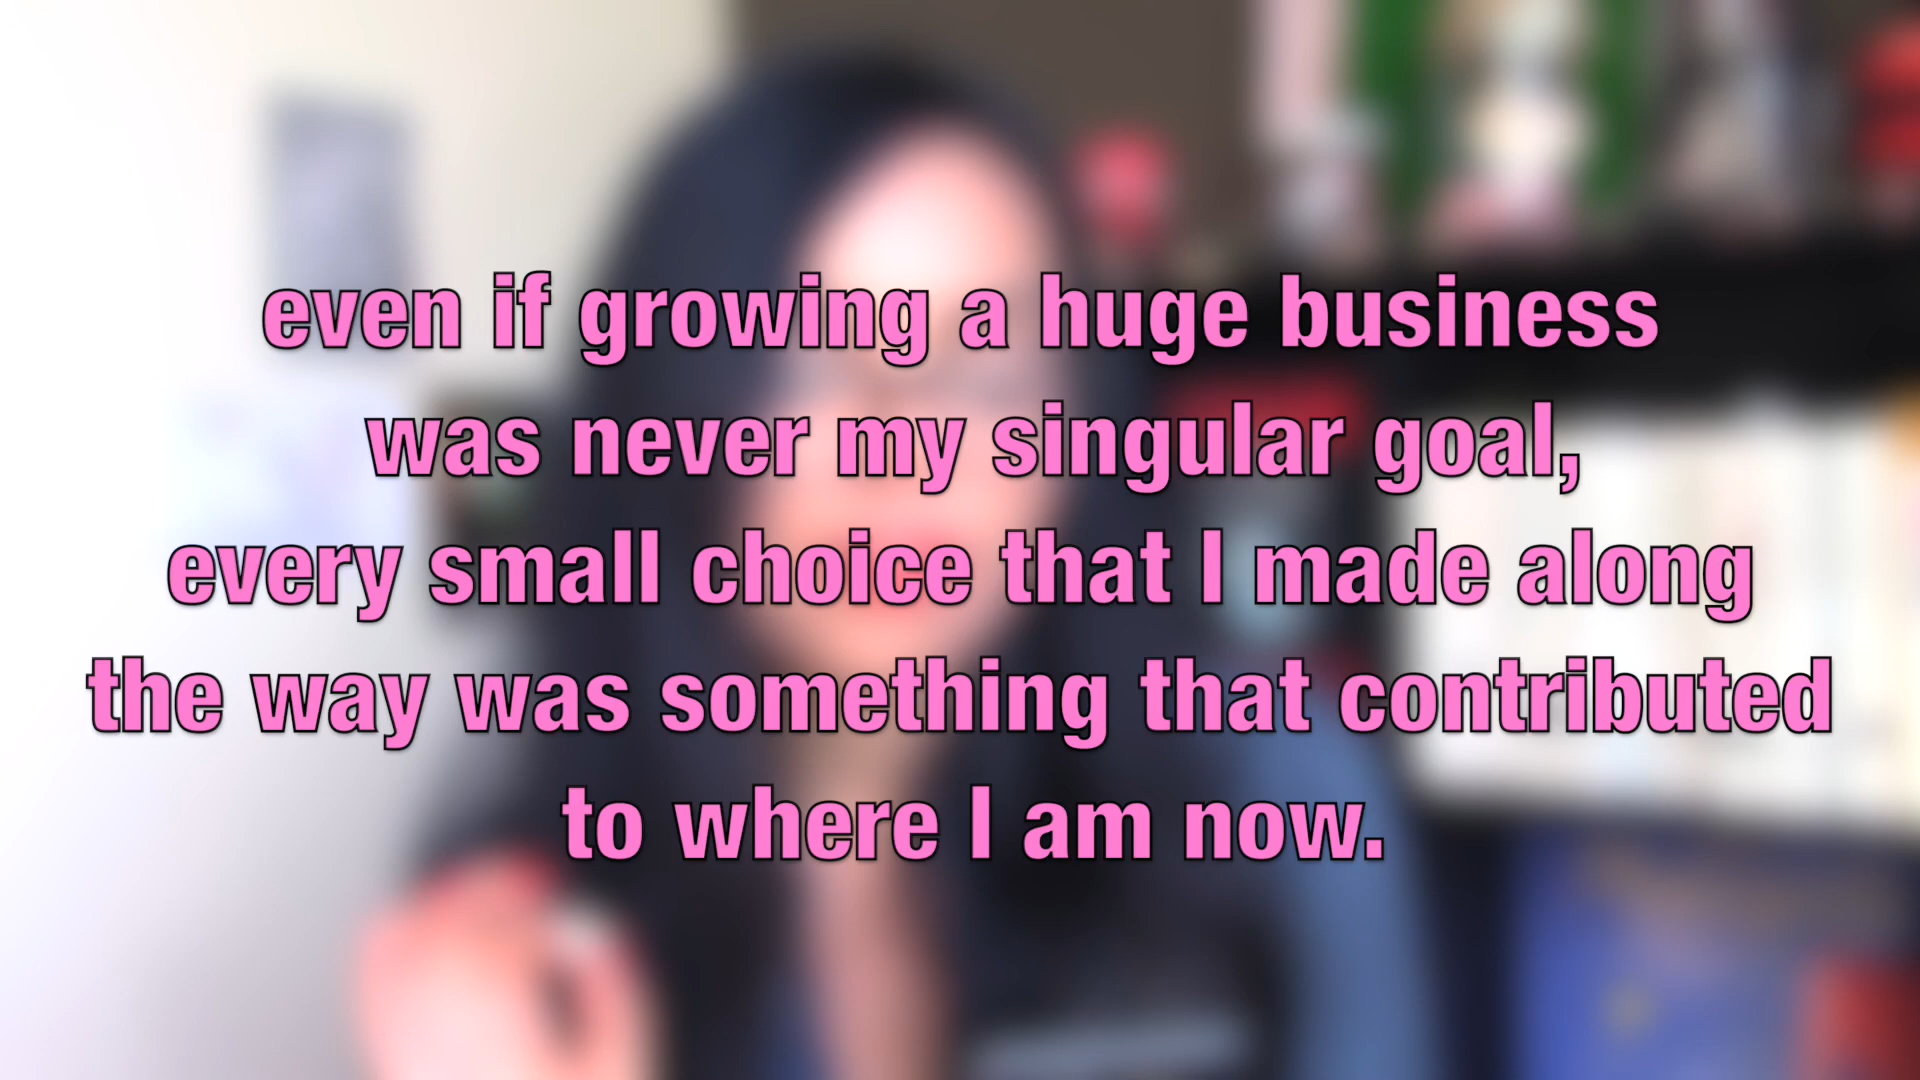 even if growing a huge business
was never my singular goal,
every small choice that I made along
the way was something that contributed
to where I am now.